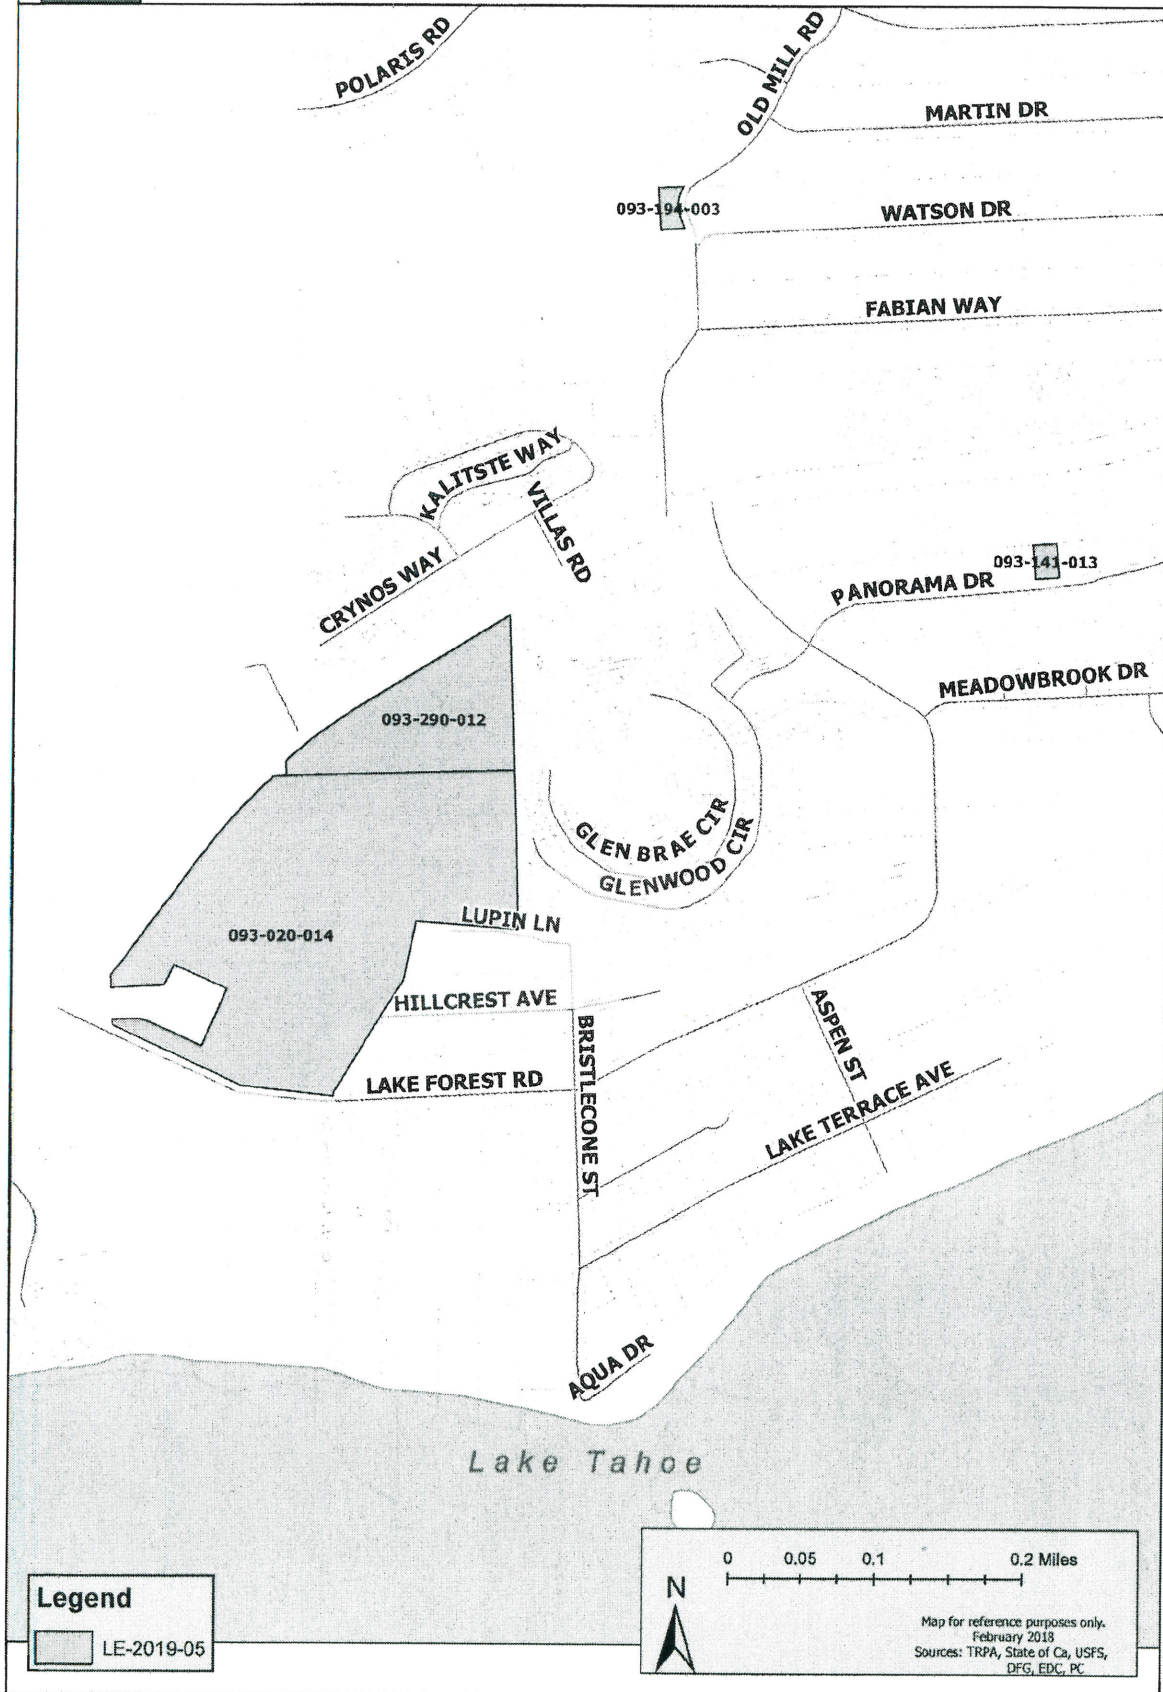 POLARIS RD
OLD MILL RD
MARTIN DR
093-194-003
WATSON DR
FABIAN WAY
KALITSTE WAY
VILLAS RD
CRYNOS WAY
093-141-013
PANORAMA DR
MEADOWBROOK DR
093-290-012
GLEN BRAE CIR
GLENWOOD CIR
LUPIN LN
093-020-014
HILLCREST AVE
ASPEN ST
BRISTLECONE ST
LAKE FOREST RD
LAKE TERRACE AVE
AQUA DR
Lake Tahoe
0 0.05 0.1 0.2 Miles
N
Map for reference purposes only.
February 2018
Sources: TRPA, State of Ca, USFS,
DFG, EDC, PC
Legend
LE-2019-05